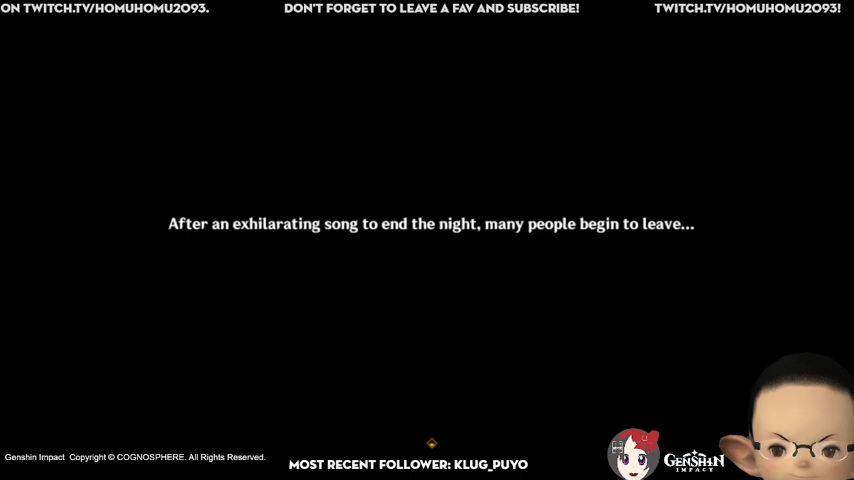 ON TWITCH.TV/HOMUHOMU2093. DON'T FORGET TO LEAVE A FAV AND SUBSCRIBE! TWITCH.TV/HOMUHOMU2093!
After an exhilarating song to end the night, many people begin to leave...
Genshin Impact Copyright © COGNOSPHERE. All Rights Reserved.
MOST RECENT FOLLOWER: KLUG_PUYO
GENSHIN
IMPACT